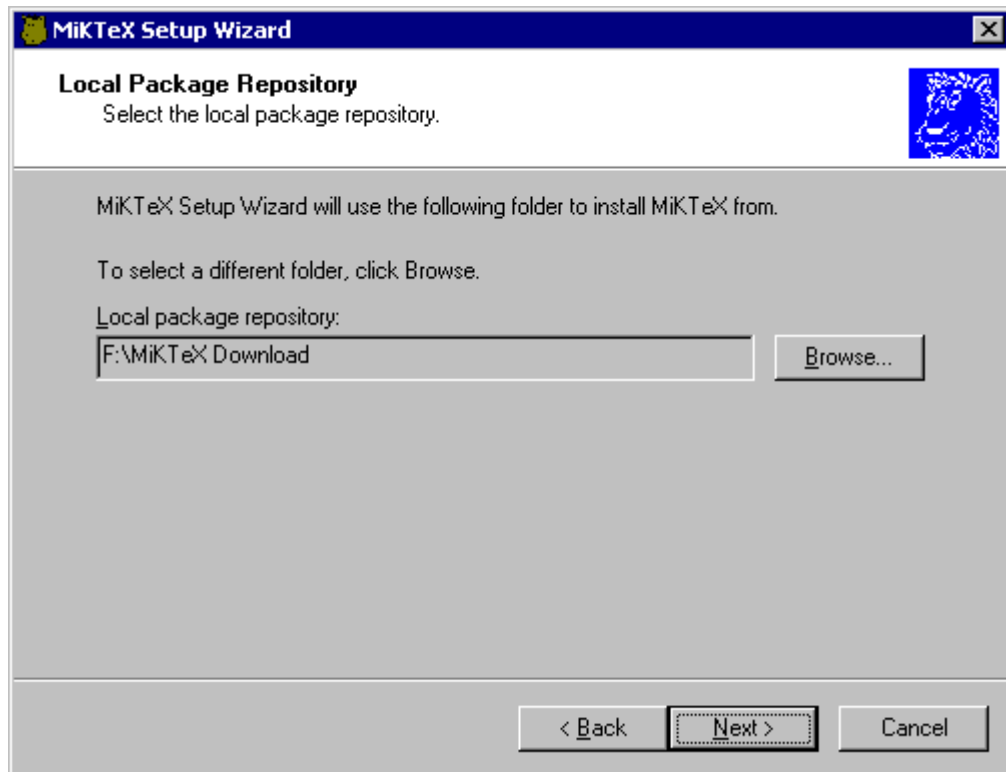 MiKTeX Setup Wizard
Local Package Repository
Select the local package repository.
MiKTeX Setup Wizard will use the following folder to install MiKTeX from.
To select a different folder, click Browse.
Local package repository:
F:\MiKTeX Download
Browse...
< Back
Next >
Cancel